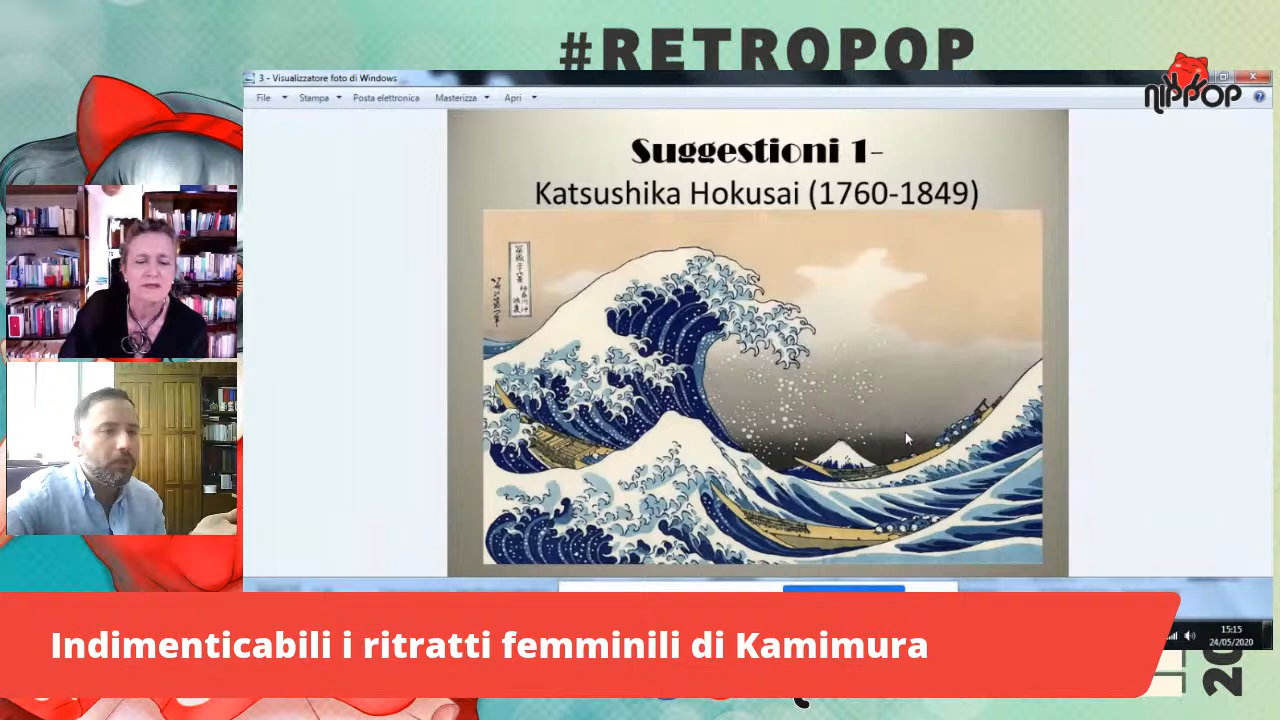 #RETROPOP
NIPPOP
3 - Visualizzatore foto di Windows
File Stampa Posta elettronica Masterizza Apri
Suggestioni 1-
Katsushika Hokusai (1760-1849)
Indimenticabili i ritratti femminili di Kamimura
15:15
24/05/2020